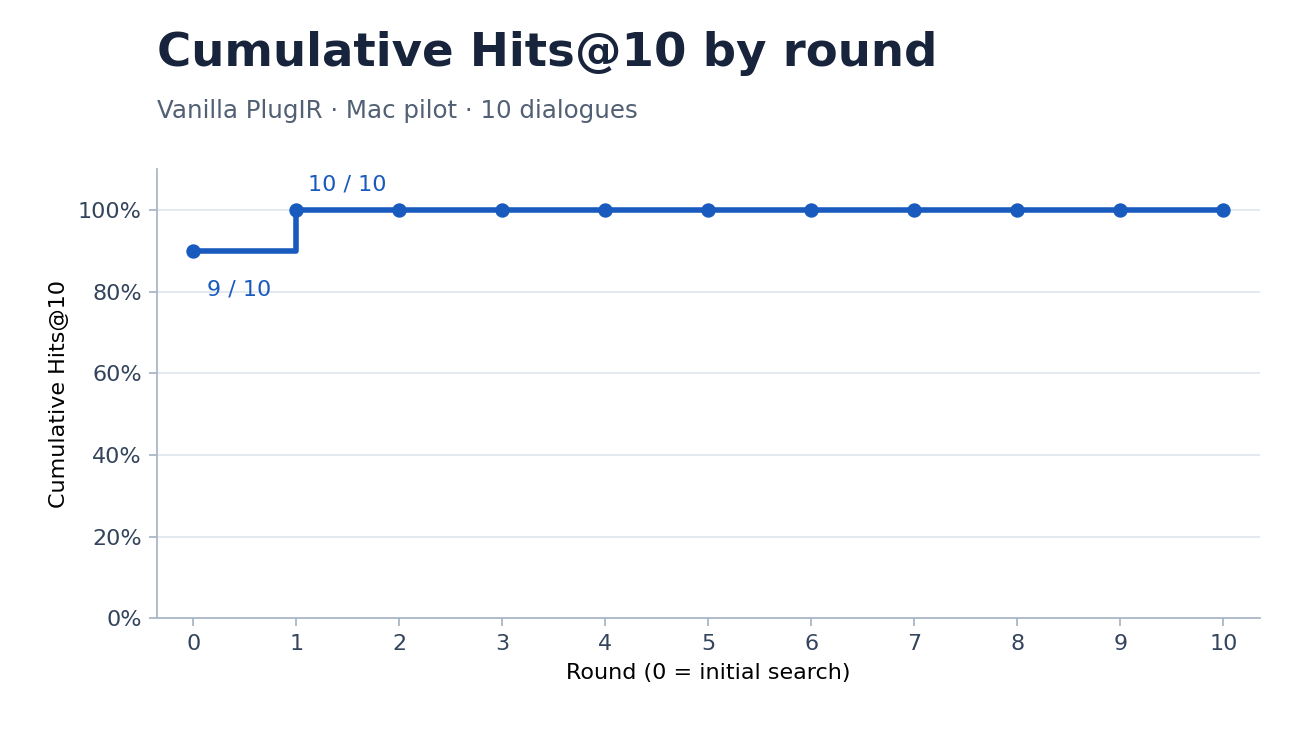 Cumulative Hits@10 by round
Vanilla PlugIR · Mac pilot · 10 dialogues
10 / 10
9 / 10
100%
80%
60%
40%
20%
0%
Cumulative Hits@10
0 1 2 3 4 5 6 7 8 9 10
Round (0 = initial search)